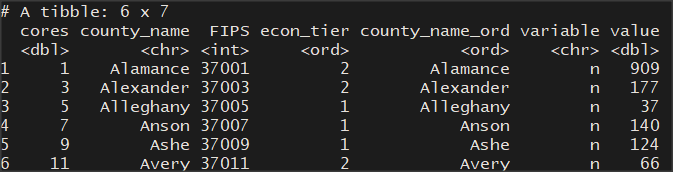 # A tibble: 6 x 7
cores county_name FIPS econ_tier county_name_ord variable value
<dbl> <chr> <int> <ord> <ord> <chr> <dbl>
1 1 Alamance 37001 2 Alamance n 909
2 3 Alexander 37003 2 Alexander n 177
3 5 Alleghany 37005 1 Alleghany n 37
4 7 Anson 37007 1 Anson n 140
5 9 Ashe 37009 1 Ashe n 124
6 11 Avery 37011 2 Avery n 66